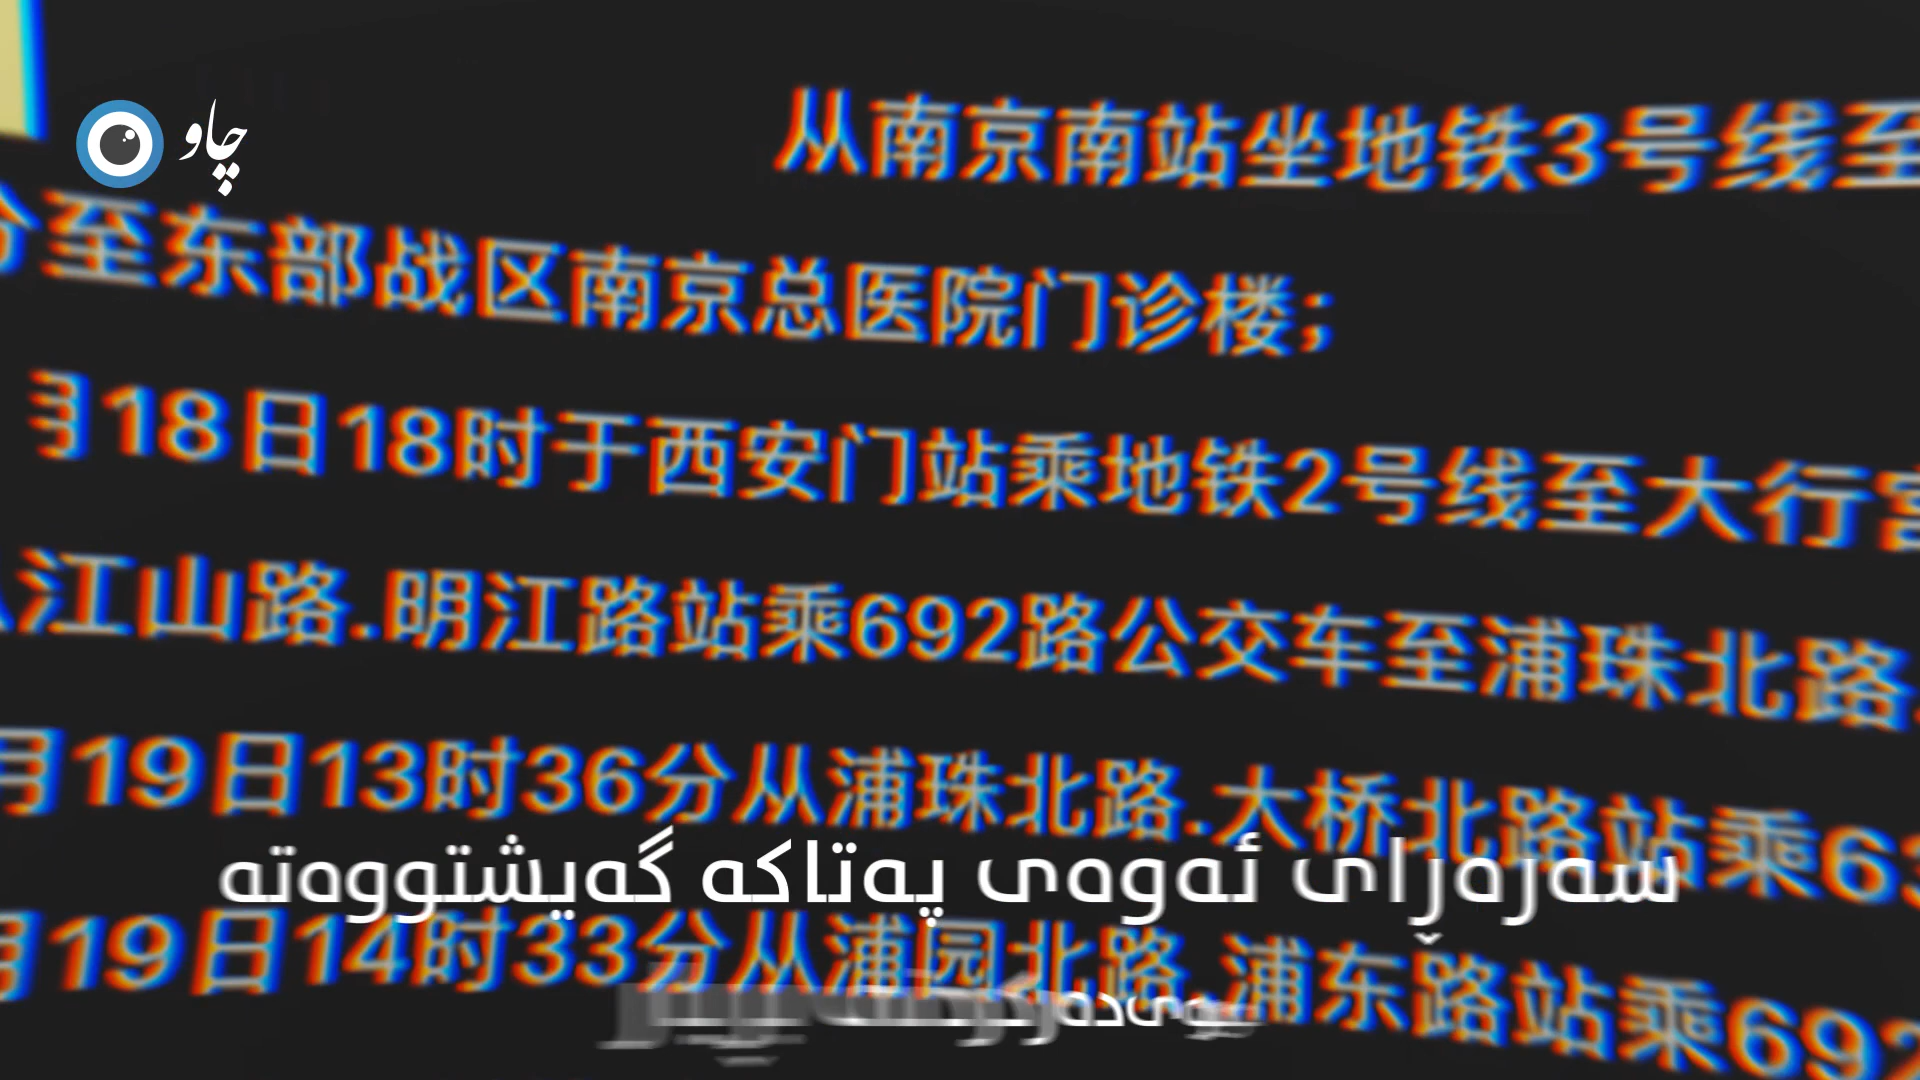 چاو
从南京南站坐地铁3号线至
至东部战区南京总医院门诊楼;
月18日18时于西安门站乘地铁2号线至大行宫
江山路.明江路站乘692路公交车至浦珠北路.
月19日13时36分从浦珠北路.大桥北路站乘63
سەرەڕای ئەوەی پەتاکە گەیشتووەتە
月19日14时33分从浦园北路.浦东路站乘692